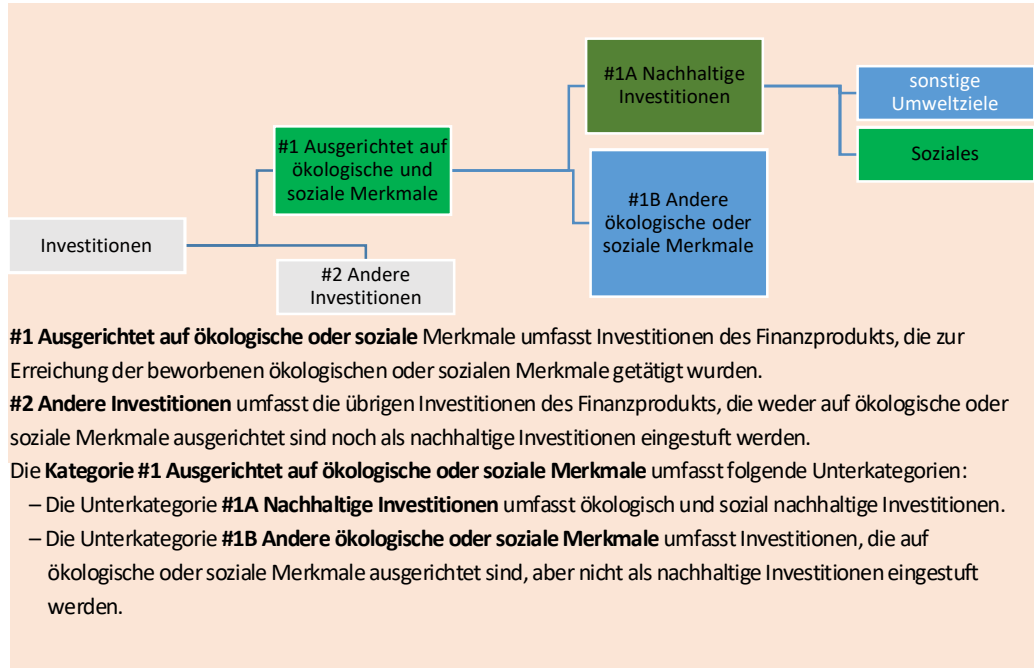 #1A Nachhaltige
Investitionen
sonstige
Umweltziele
#1 Ausgerichtet auf
ökologische und
soziale Merkmale
Soziales
#1B Andere
ökologische oder
soziale Merkmale
Investitionen
#2 Andere
Investitionen
#1 Ausgerichtet auf ökologische oder soziale Merkmale umfasst Investitionen des Finanzprodukts, die zur
Erreichung der beworbenen ökologischen oder sozialen Merkmale getätigt wurden.
#2 Andere Investitionen umfasst die übrigen Investitionen des Finanzprodukts, die weder auf ökologische oder
soziale Merkmale ausgerichtet sind noch als nachhaltige Investitionen eingestuft werden.
Die Kategorie #1 Ausgerichtet auf ökologische oder soziale Merkmale umfasst folgende Unterkategorien:
– Die Unterkategorie #1A Nachhaltige Investitionen umfasst ökologisch und sozial nachhaltige Investitionen.
– Die Unterkategorie #1B Andere ökologische oder soziale Merkmale umfasst Investitionen, die auf
ökologische oder soziale Merkmale ausgerichtet sind, aber nicht als nachhaltige Investitionen eingestuft
werden.